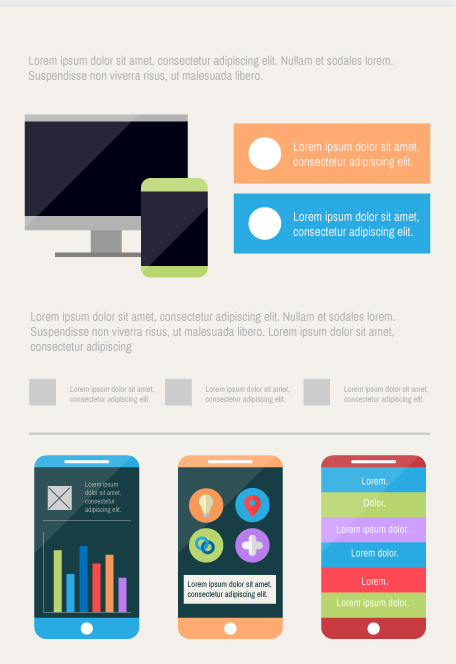 Lorem ipsum dolor sit amet, consectetur adipiscing elit. Nullam et sodales lorem.
Suspendisse non viverra risus, ut malesuada libero.
Lorem ipsum dolor sit amet,
consectetur adipiscing elit.
Lorem ipsum dolor sit amet,
consectetur adipiscing elit.
Lorem ipsum dolor sit amet, consectetur adipiscing elit. Nullam et sodales lorem.
Suspendisse non viverra risus, ut malesuada libero. Lorem ipsum dolor sit amet,
consectetur adipiscing
Lorem ipsum dolor sit amet,
consectetur adipiscing elit.
Lorem ipsum dolor sit amet,
consectetur adipiscing elit.
Lorem ipsum dolor sit amet,
consectetur adipiscing elit.
Lorem ipsum
dolor sit amet,
consectetur
adipiscing elit.
Lorem ipsum dolor sit amet,
consectetur adipiscing elit.
Lorem.
Dolor.
Lorem ipsum dolor.
Lorem dolor.
Lorem.
Lorem ipsum dolor.